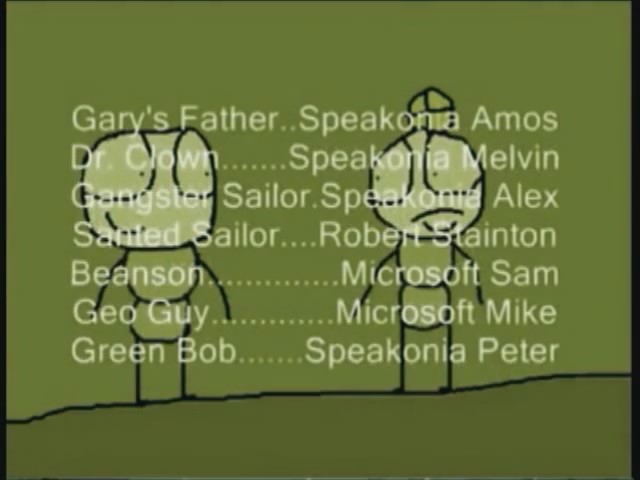 Gary's Father..Speakonia Amos
Dr. Clown.......Speakonia Melvin
Gangster Sailor.Speakonia Alex
Santed Sailor....Robert Stainton
Beanson..............Microsoft Sam
Geo Guy.............Microsoft Mike
Green Bob.......Speakonia Peter